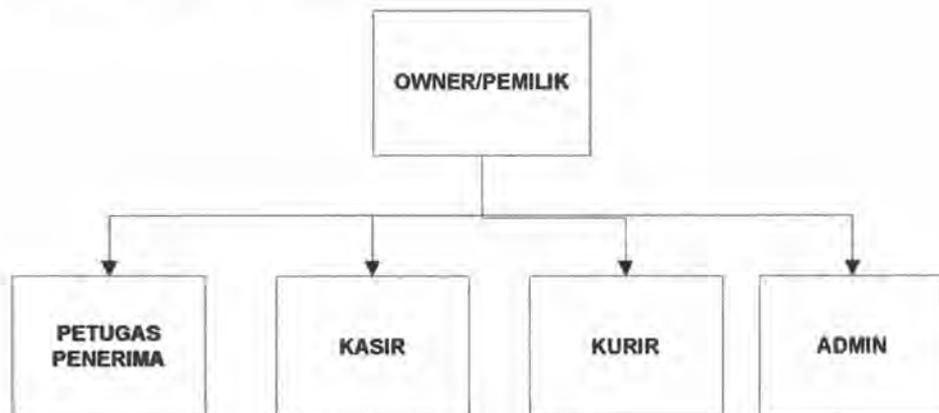 OWNER/PEMILIK
PETUGAS
PENERIMA
KASIR
KURIR
ADMIN